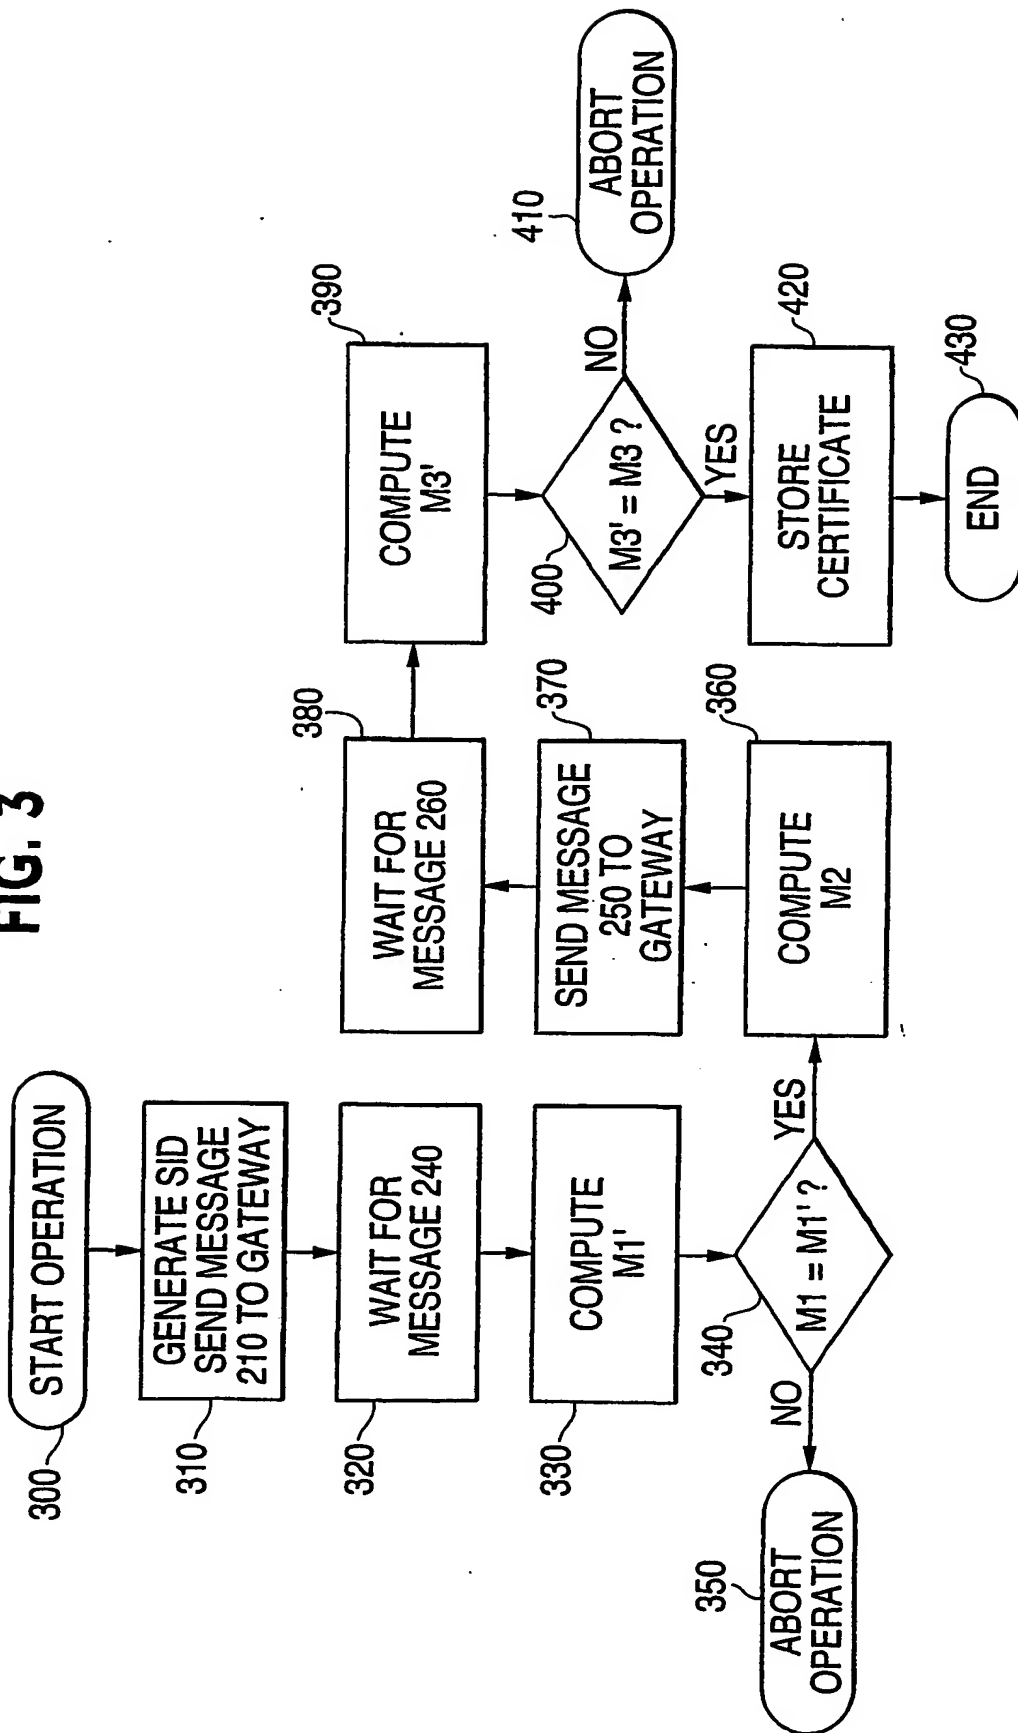 FIG. 3
300
START OPERATION
310
GENERATE SID
SEND MESSAGE
210 TO GATEWAY
320
WAIT FOR
MESSAGE 240
330
COMPUTE
M1'
340
M1 = M1' ?
NO
YES
350
ABORT
OPERATION
360
COMPUTE
M2
370
SEND MESSAGE
250 TO
GATEWAY
380
WAIT FOR
MESSAGE 260
390
COMPUTE
M3'
400
M3' = M3 ?
NO
YES
410
ABORT
OPERATION
420
STORE
CERTIFICATE
430
END